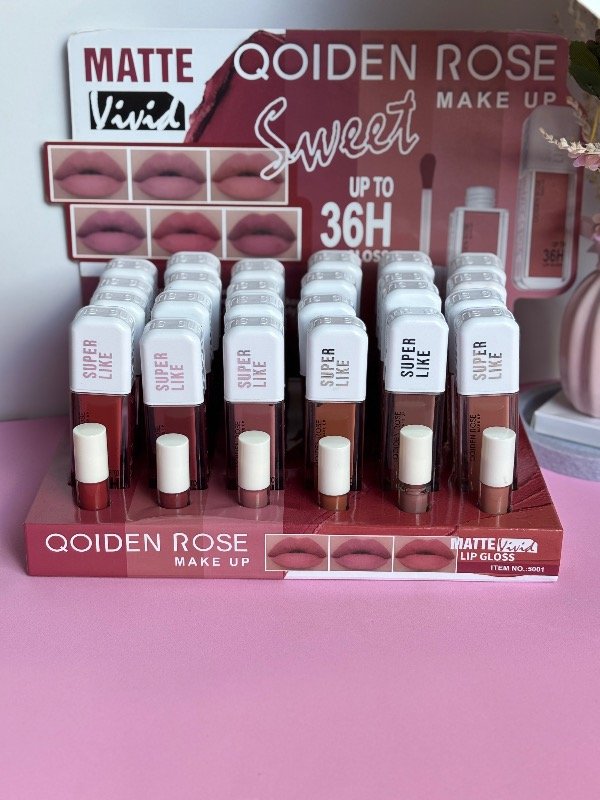 MATTE
Vivid
QOIDEN ROSE
MAKE UP
Sweet
UP TO
36H
36H
SUPER
LIKE
SUPER
LIKE
SUPER
LIKE
SUPER
LIKE
SUPER
LIKE
SUPER
LIKE
QOIDEN ROSE
MAKE UP
MATTE Vivid
LIP GLOSS
ITEM NO.:5001